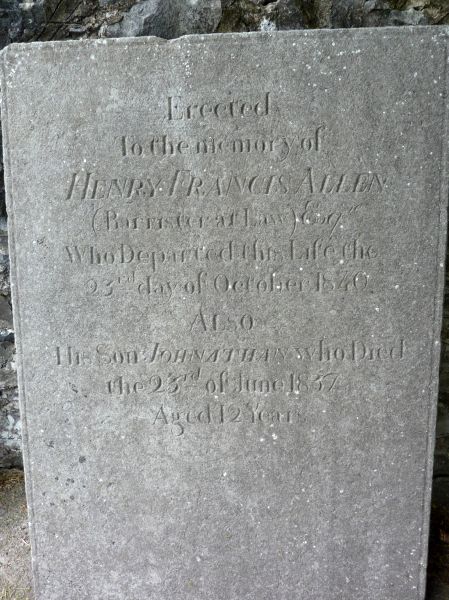 Erected
To the memory of
HENRY FRANCIS ALLEN
(Barrister at Law) Esqr
Who Departed this Life the
23rd day of October 1840
ALSO
His Son JOHNATHAN who Died
the 23rd of June 1837
Aged 12 Years